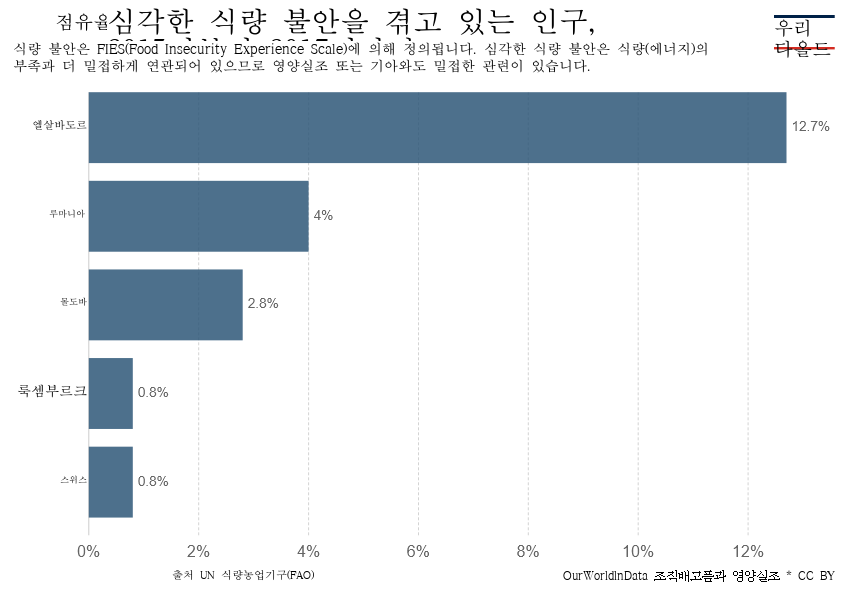 점유율심각한 식량 불안을 겪고 있는 인구,
우리
식량 불안은 FIES(Food Insecurity Experience Scale)에 의해 정의됩니다. 심각한 식량 불안은 식량(에너지)의
부족과 더 밀접하게 연관되어 있으므로 영양실조 또는 기아와도 밀접한 관련이 있습니다.
엘살바도르
12.7%
루마니아
4%
몰도바
2.8%
룩셈부르크
0.8%
스위스
0.8%
0% 2% 4% 6% 8% 10% 12%
출처 UN 식량농업기구(FAO)
OurWorldInData 조직배고픔과 영양실조 * CC BY